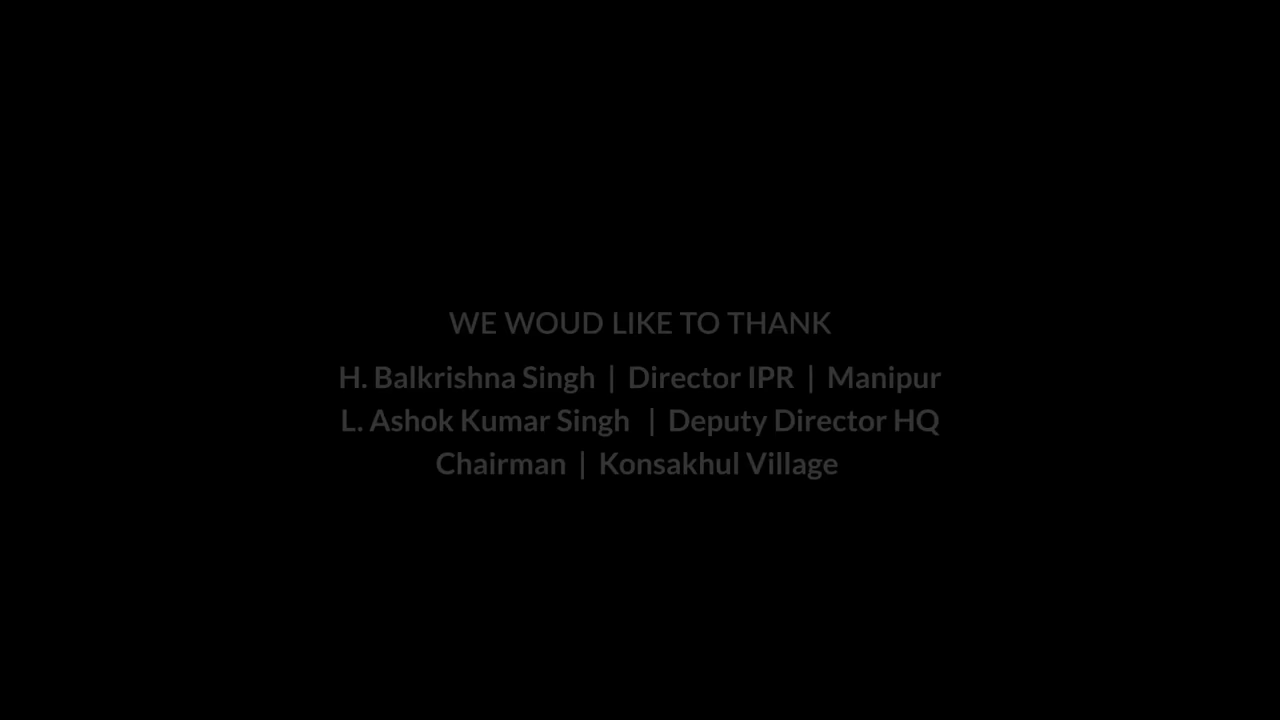 WE WOUD LIKE TO THANK
H. Balkrishna Singh | Director IPR | Manipur
L. Ashok Kumar Singh | Deputy Director HQ
Chairman | Konsakhul Village